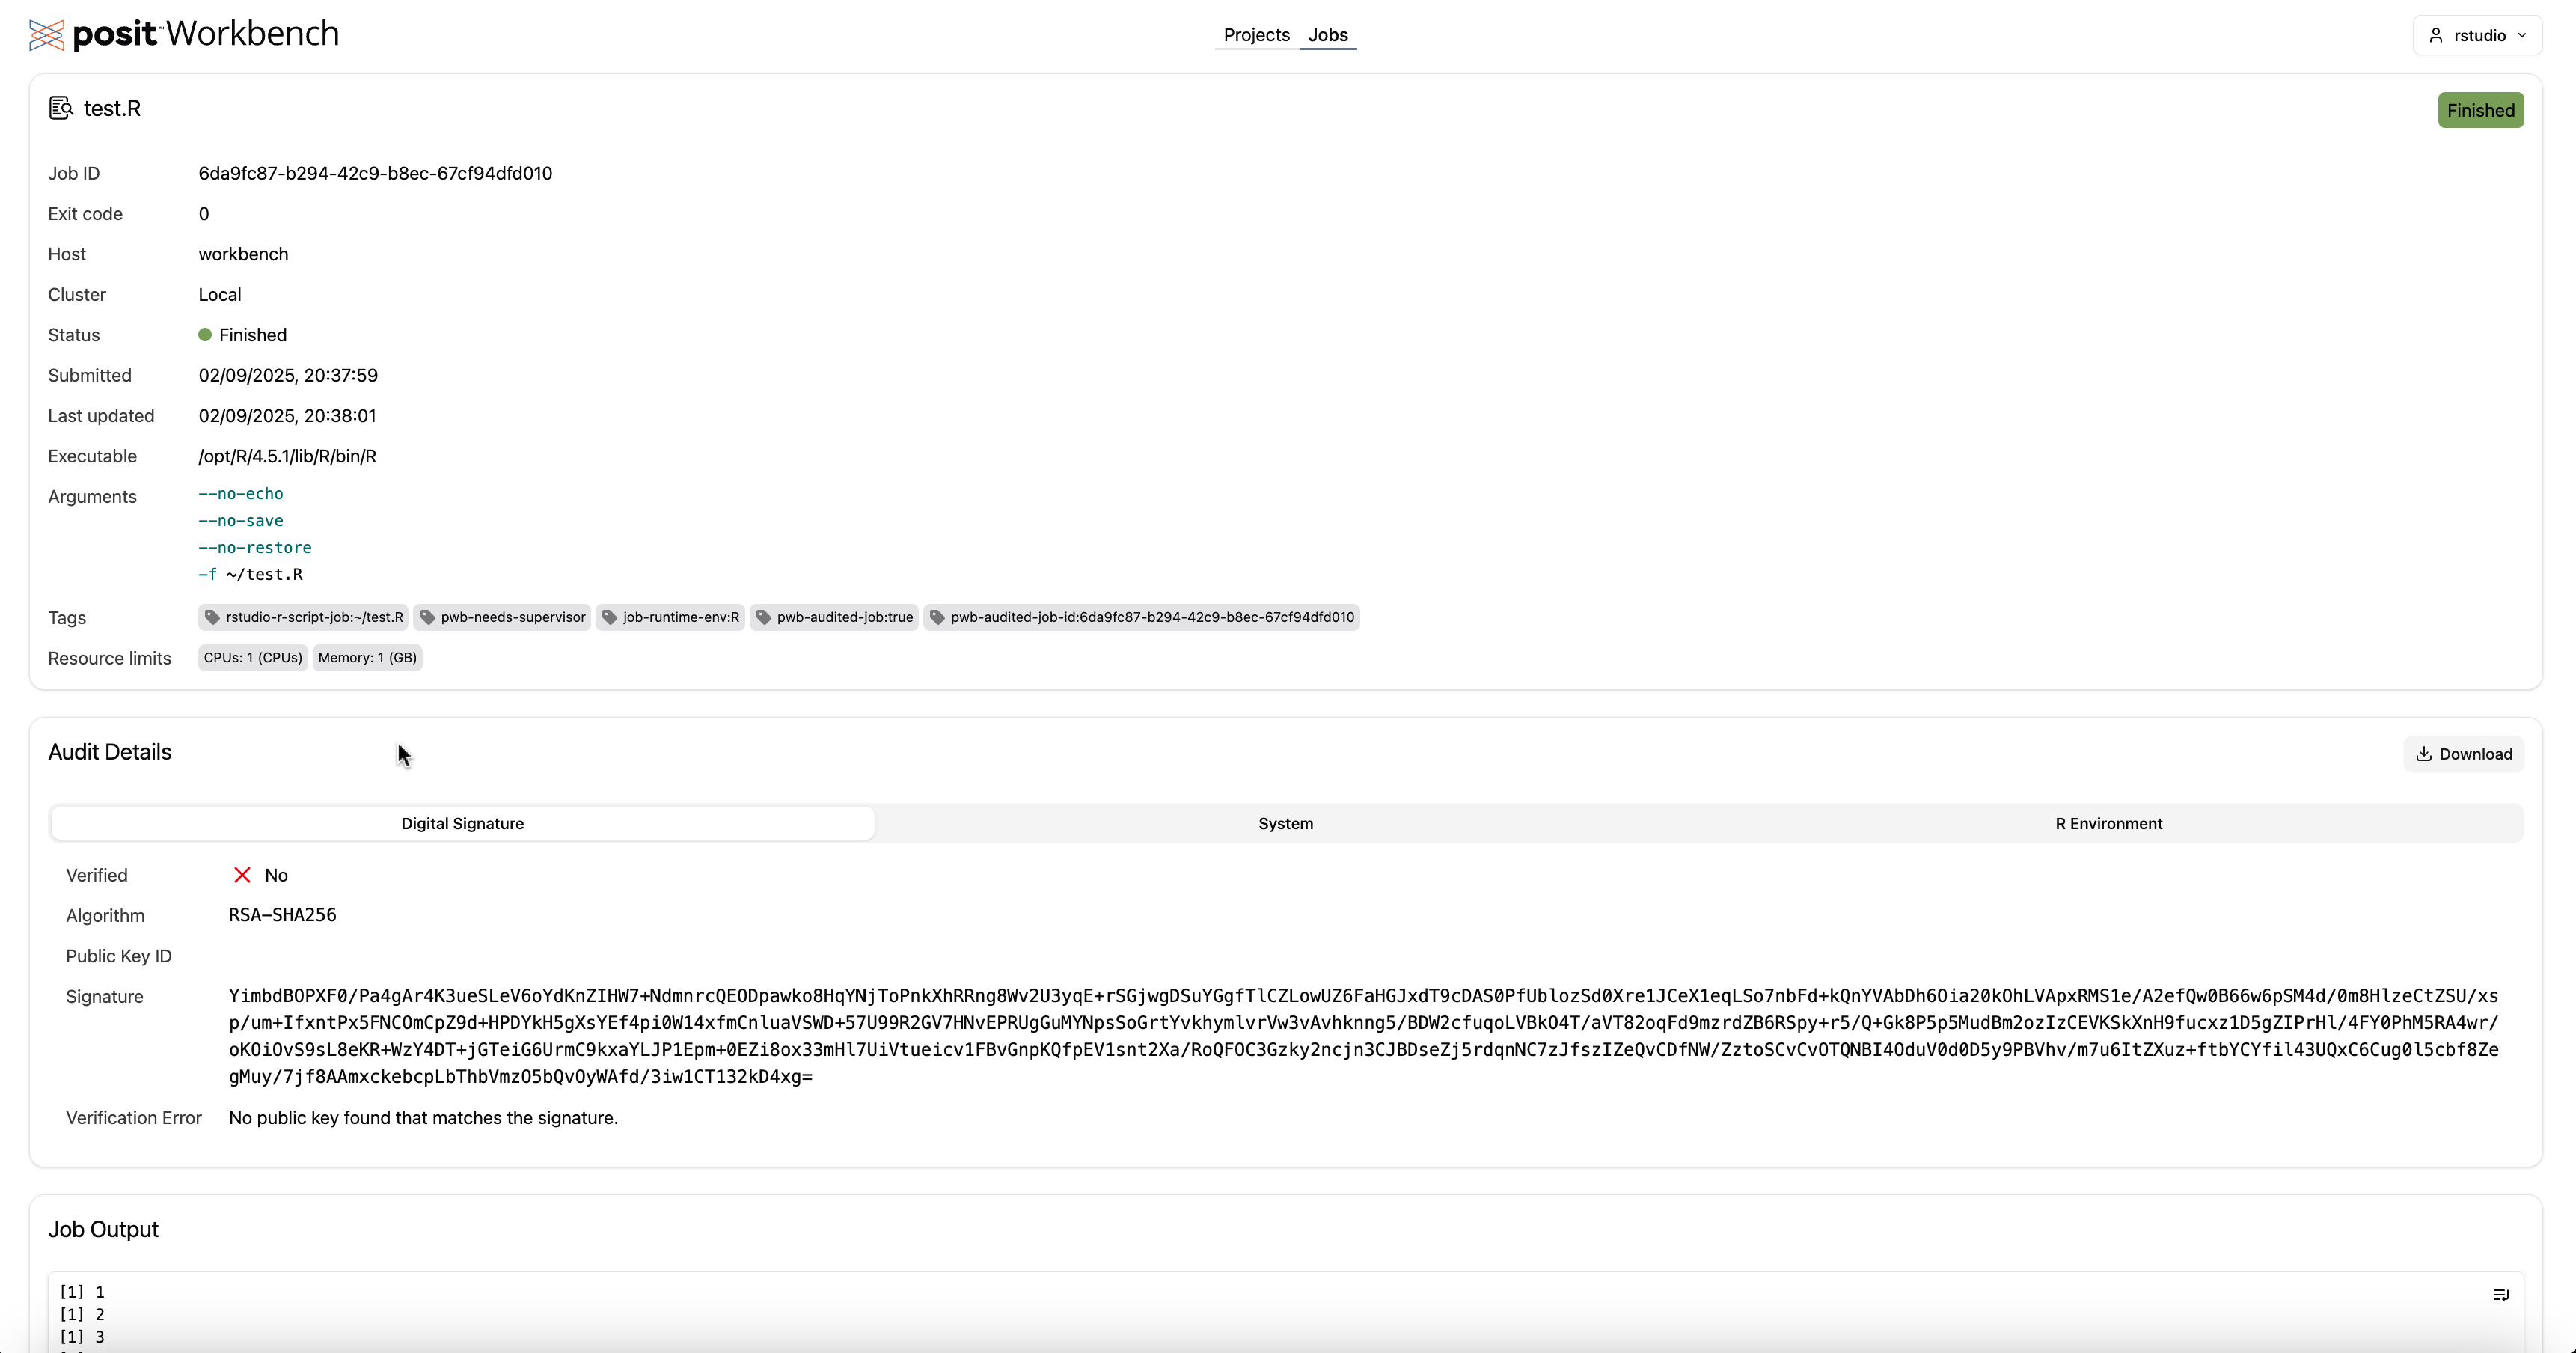 posit Workbench
Projects Jobs
rstudio
test.R
Finished
Job ID 6da9fc87-b294-42c9-b8ec-67cf94dfd010
Exit code 0
Host workbench
Cluster Local
Status Finished
Submitted 02/09/2025, 20:37:59
Last updated 02/09/2025, 20:38:01
Executable /opt/R/4.5.1/lib/R/bin/R
Arguments --no-echo
--no-save
--no-restore
-f ~/test.R
Tags rstudio-r-script-job:~/test.R pwb-needs-supervisor job-runtime-env:R pwb-audited-job:true pwb-audited-job-id:6da9fc87-b294-42c9-b8ec-67cf94dfd010
Resource limits CPUs: 1 (CPUs) Memory: 1 (GB)
Audit Details
Download
Digital Signature System R Environment
Verified No
Algorithm RSA-SHA256
Public Key ID
Signature YimbdBOPXF0/Pa4gAr4K3ueSLeV6oYdKnZIHW7+NdmnrcQEODpawko8HqYNjToPnkXhRRng8Wv2U3yqE+rSGjwgDSuYGgfTlCZLowUZ6FaHGJxdT9cDAS0PfUblozSd0Xre1JCeX1eqLSo7nbFd+kQnYVAbDh6Oia20kOhLVApxRMS1e/A2efQw0B66w6pSM4d/0m8HlzeCtZSU/xs
p/um+IfxntPx5FNCOmCpZ9d+HPDYkH5gXsYEf4pi0W14xfmCnluaVSWD+57U99R2GV7HNvEPRUgGuMYNpsSoGrtYvkhymlvrVw3vAvhknng5/BDW2cfuqoLVBkO4T/aVT82oqFd9mzrdZB6RSpy+r5/Q+Gk8P5p5MudBm2ozIzCEVKSkXnH9fucxz1D5gZIPrHl/4FY0PhM5RA4wr/
oKOiOvS9sL8eKR+WzY4DT+jGTeiG6UrmC9kxaYLJP1Epm+0EZi8ox33mHl7UiVtueicv1FBvGnpKQfpEV1snt2Xa/RoQFOC3Gzky2ncjn3CJBDseZj5rdqnNC7zJfszIZeQvCDfNW/ZztoSCvCvOTQNBI4OduV0d0D5y9PBVhv/m7u6ItZXuz+ftbYCYfil43UQxC6Cug0l5cbf8Ze
gMuy/7jf8AAmxckebcpLbThbVmzO5bQvOyWAfd/3iw1CT132kD4xg=
Verification Error No public key found that matches the signature.
Job Output
[1] 1
[1] 2
[1] 3